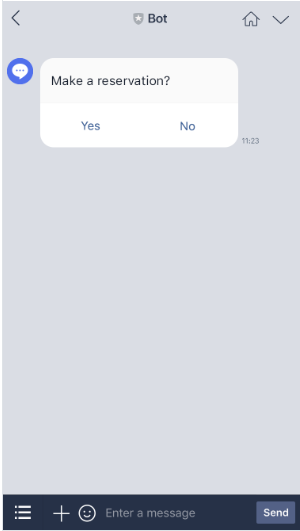 Bot
Make a reservation?
Yes No
11:23
Enter a message Send